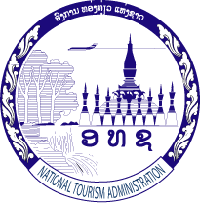 ອົງການ ທ່ອງທ່ຽວ ແຫ່ງຊາດ
ອ ທ ຊ
NATIONAL TOURISM ADMINISTRATION